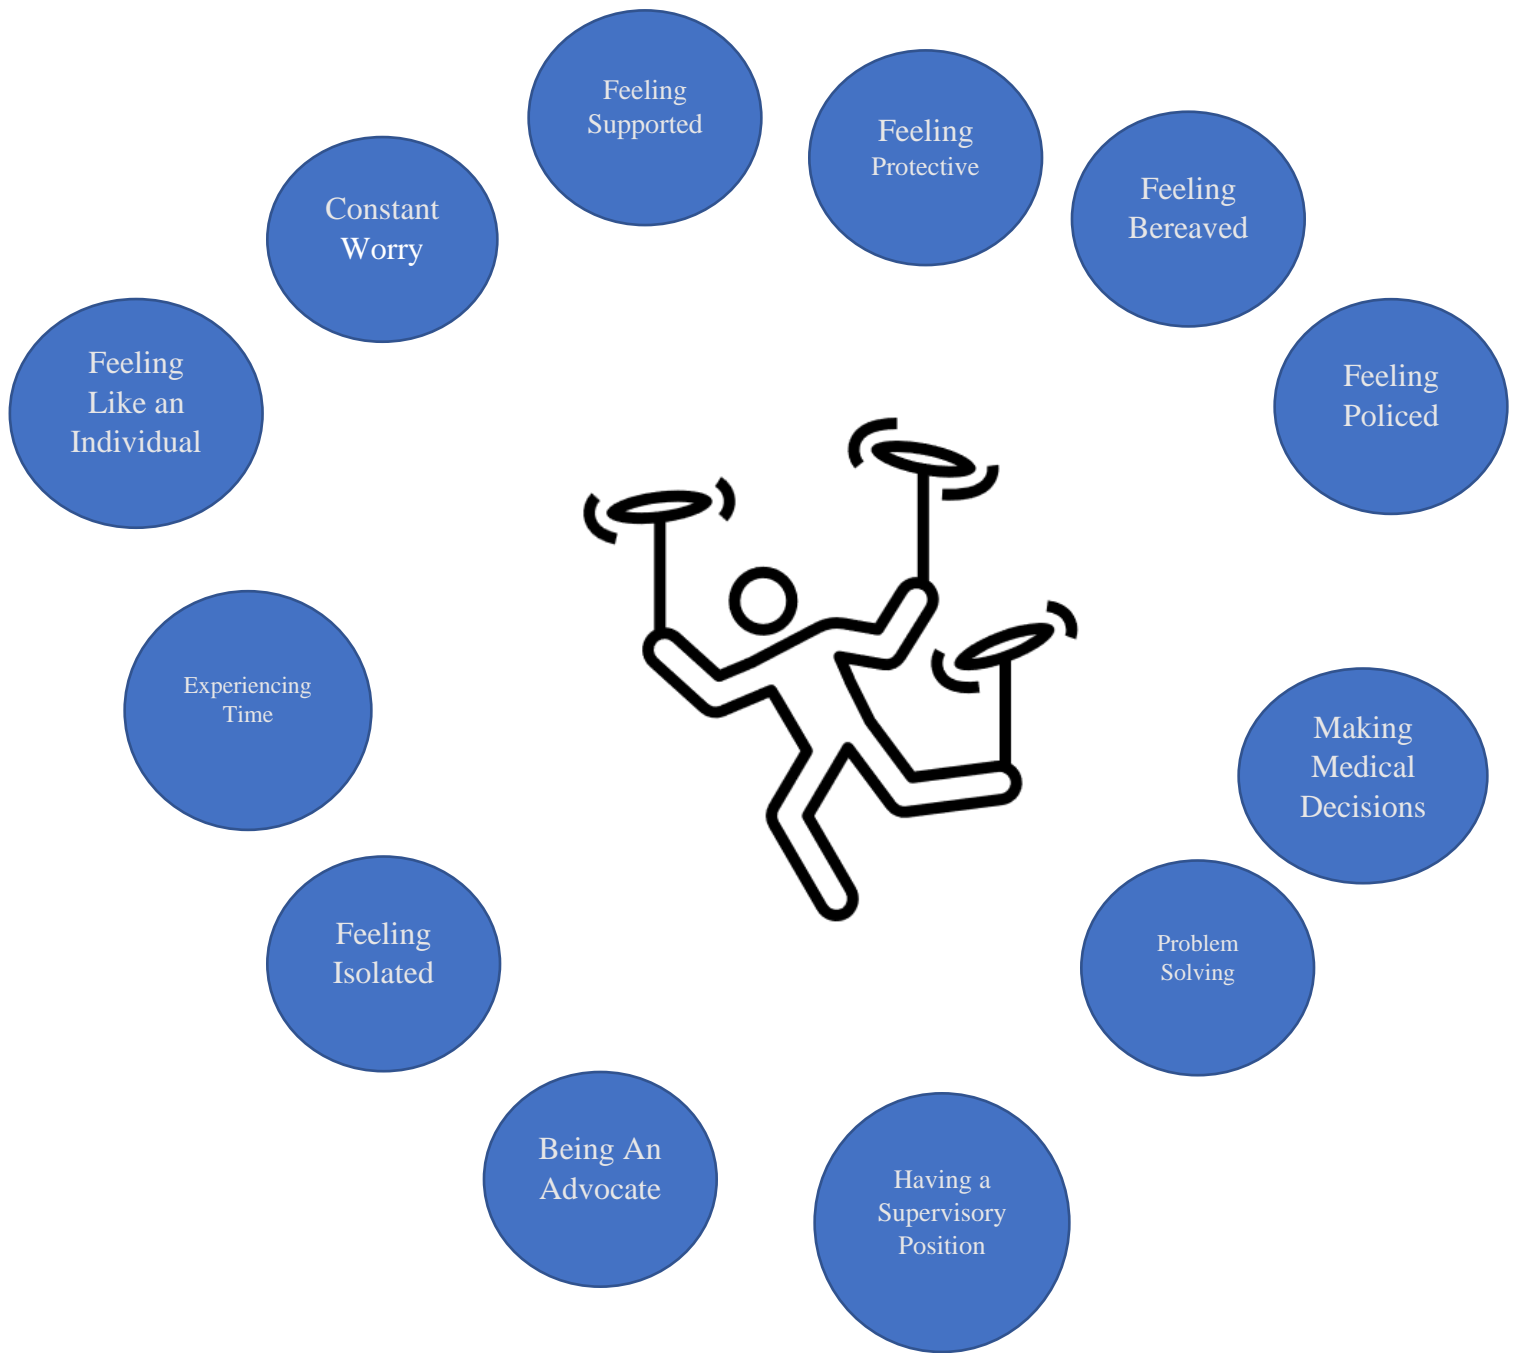 Feeling
Supported
Feeling
Protective
Feeling
Bereaved
Feeling
Policed
Making
Medical
Decisions
Problem
Solving
Having a
Supervisory
Position
Being An
Advocate
Feeling
Isolated
Experiencing
Time
Feeling
Like an
Individual
Constant
Worry